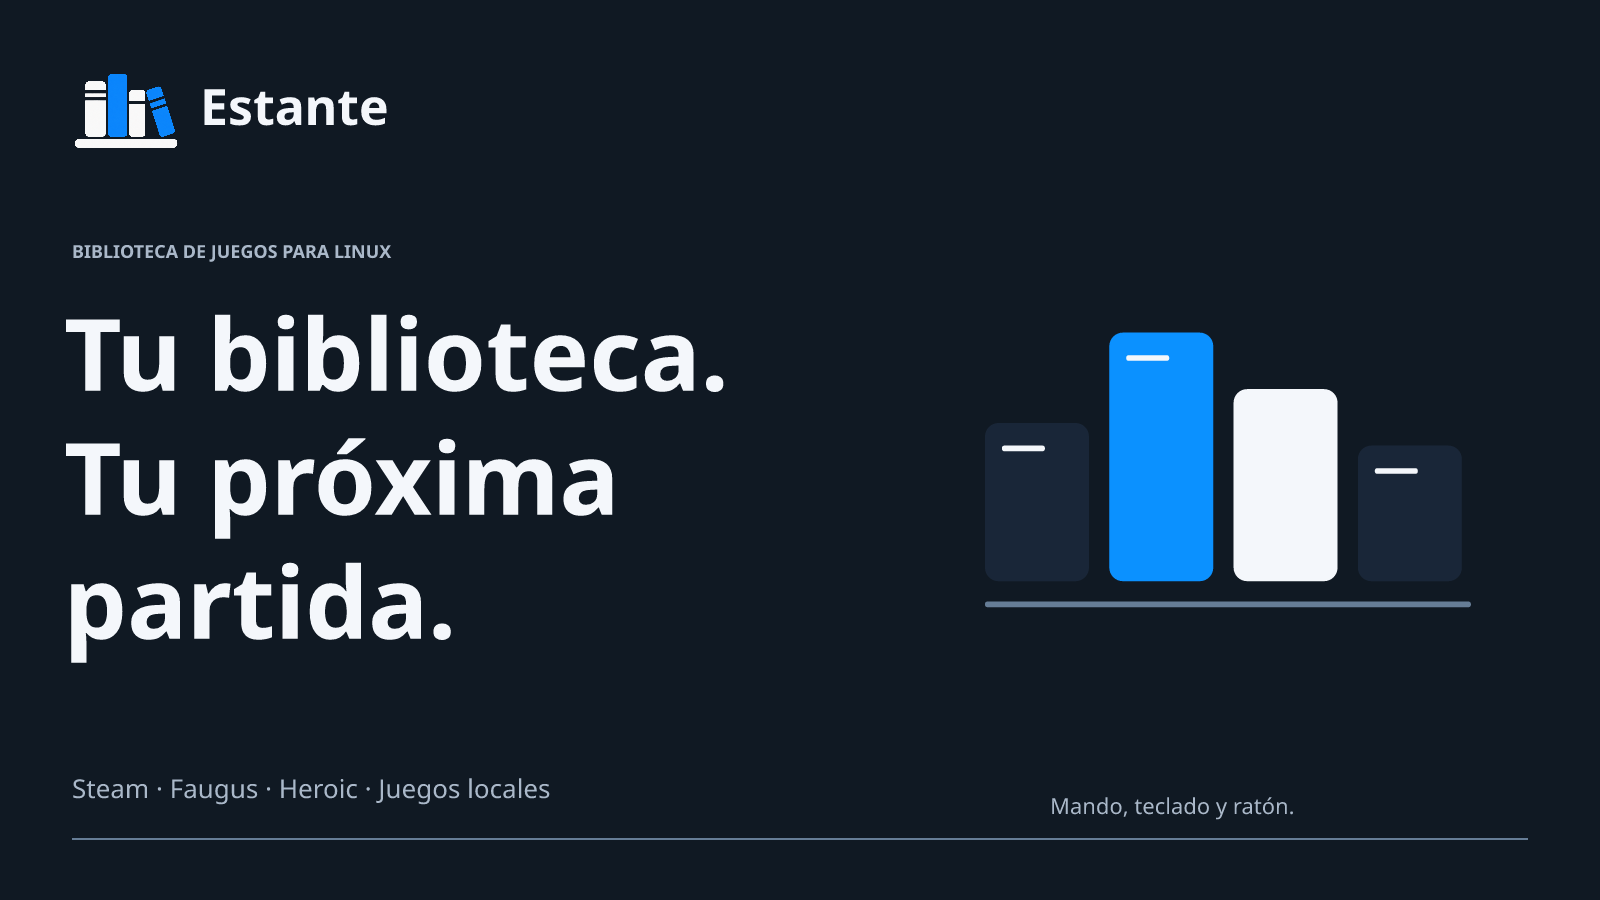 Estante
BIBLIOTECA DE JUEGOS PARA LINUX
Tu biblioteca.
Tu próxima
partida.
Steam · Faugus · Heroic · Juegos locales
Mando, teclado y ratón.